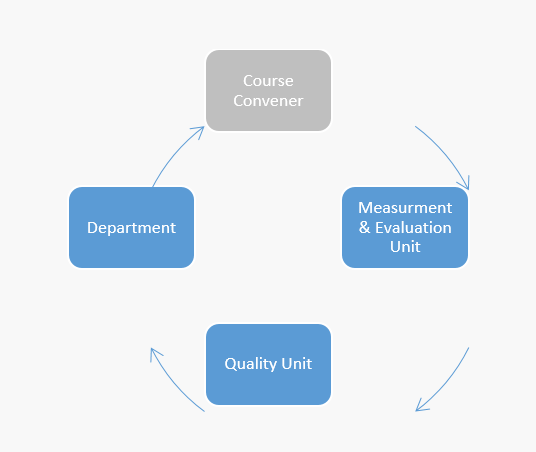 Course
Convener
Measurment
& Evaluation
Unit
Department
Quality Unit